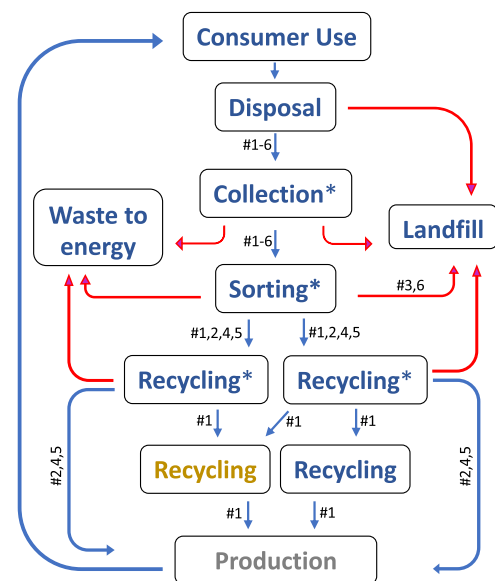 Consumer Use
Disposal
#1-6
Collection*
Waste to
energy
Landfill
#1-6
Sorting*
#3,6
#1,2,4,5
#1,2,4,5
Recycling*
Recycling*
#1
#1
#1
#2,4,5
#2,4,5
Recycling
Recycling
#1
#1
Production